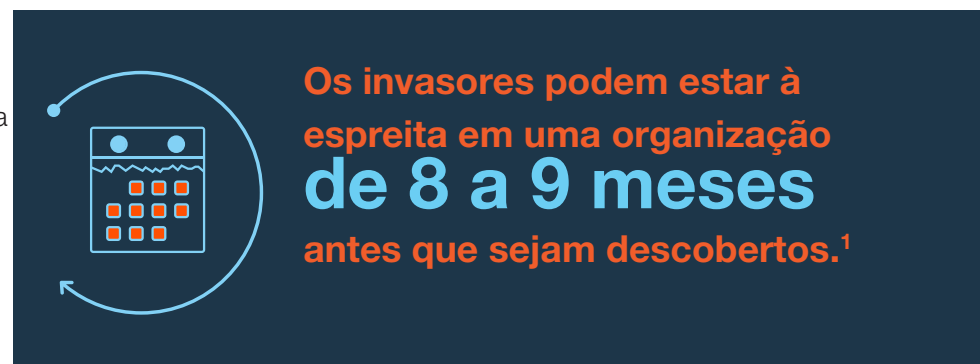 a
Os invasores podem estar à
espreita em uma organização
de 8 a 9 meses
antes que sejam descobertos.¹